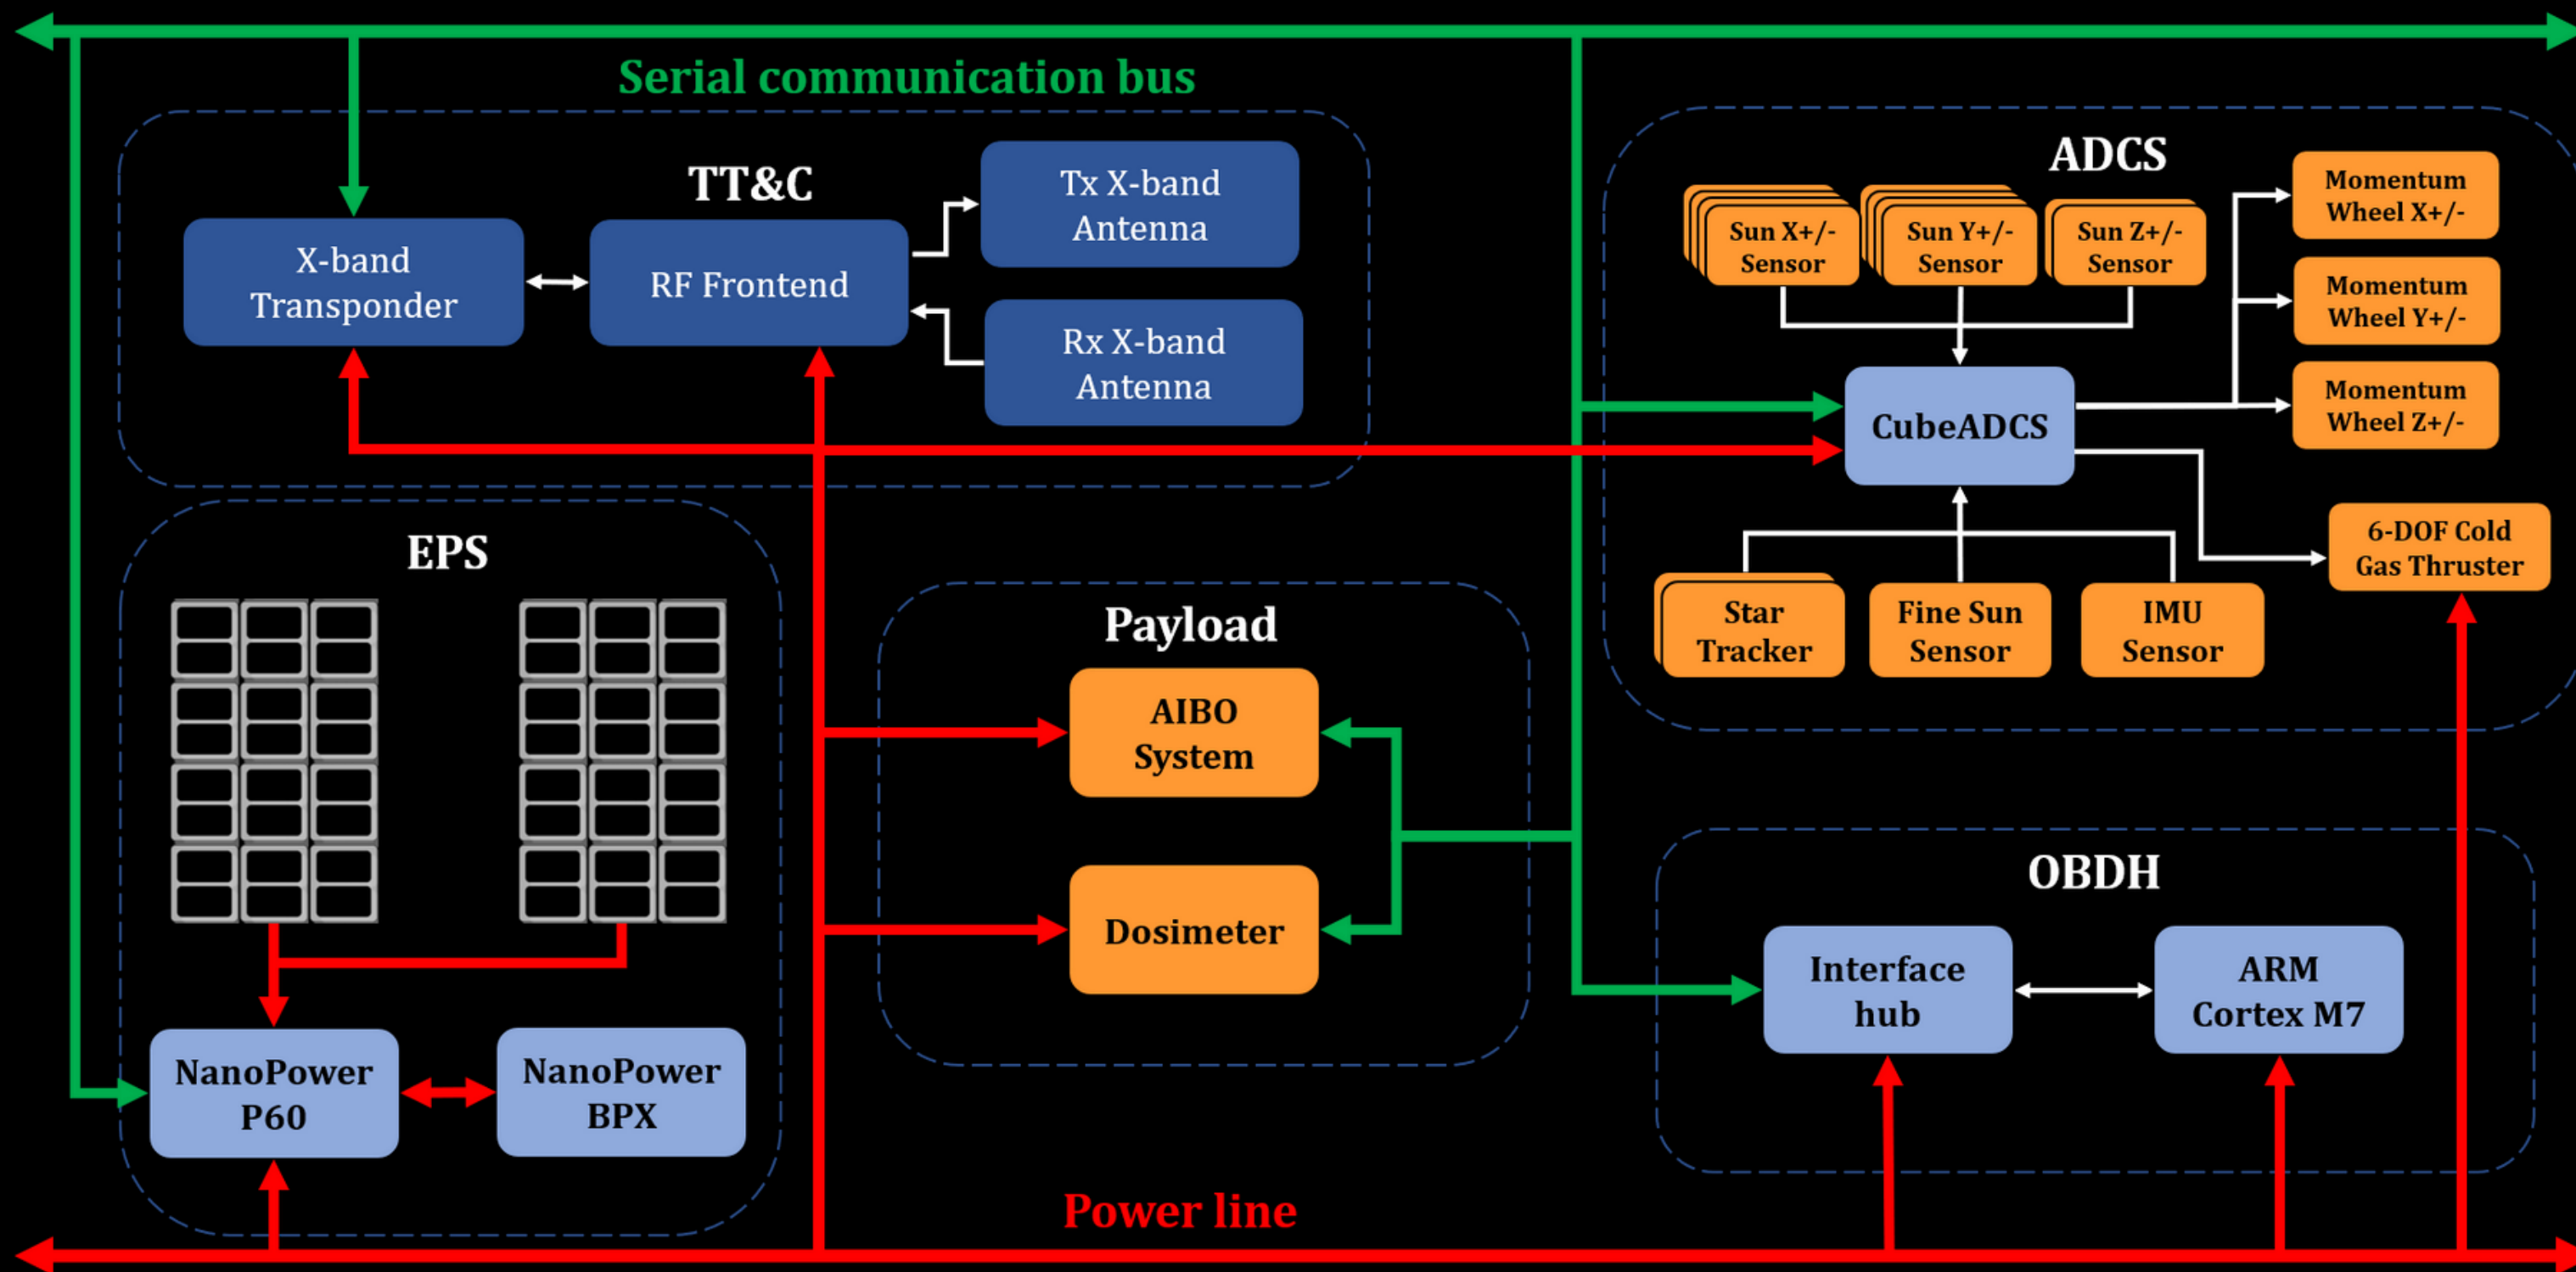 Serial communication bus
TT&C
X-band
Transponder
RF Frontend
Tx X-band
Antenna
Rx X-band
Antenna
ADCS
Sun X+/-
Sensor
Sun Y+/-
Sensor
Sun Z+/-
Sensor
Momentum
Wheel X+/-
Momentum
Wheel Y+/-
Momentum
Wheel Z+/-
CubeADCS
6-DOF Cold
Gas Thruster
Star
Tracker
Fine Sun
Sensor
IMU
Sensor
EPS
NanoPower
P60
NanoPower
BPX
Payload
AIBO
System
Dosimeter
OBDH
Interface
hub
ARM
Cortex M7
Power line